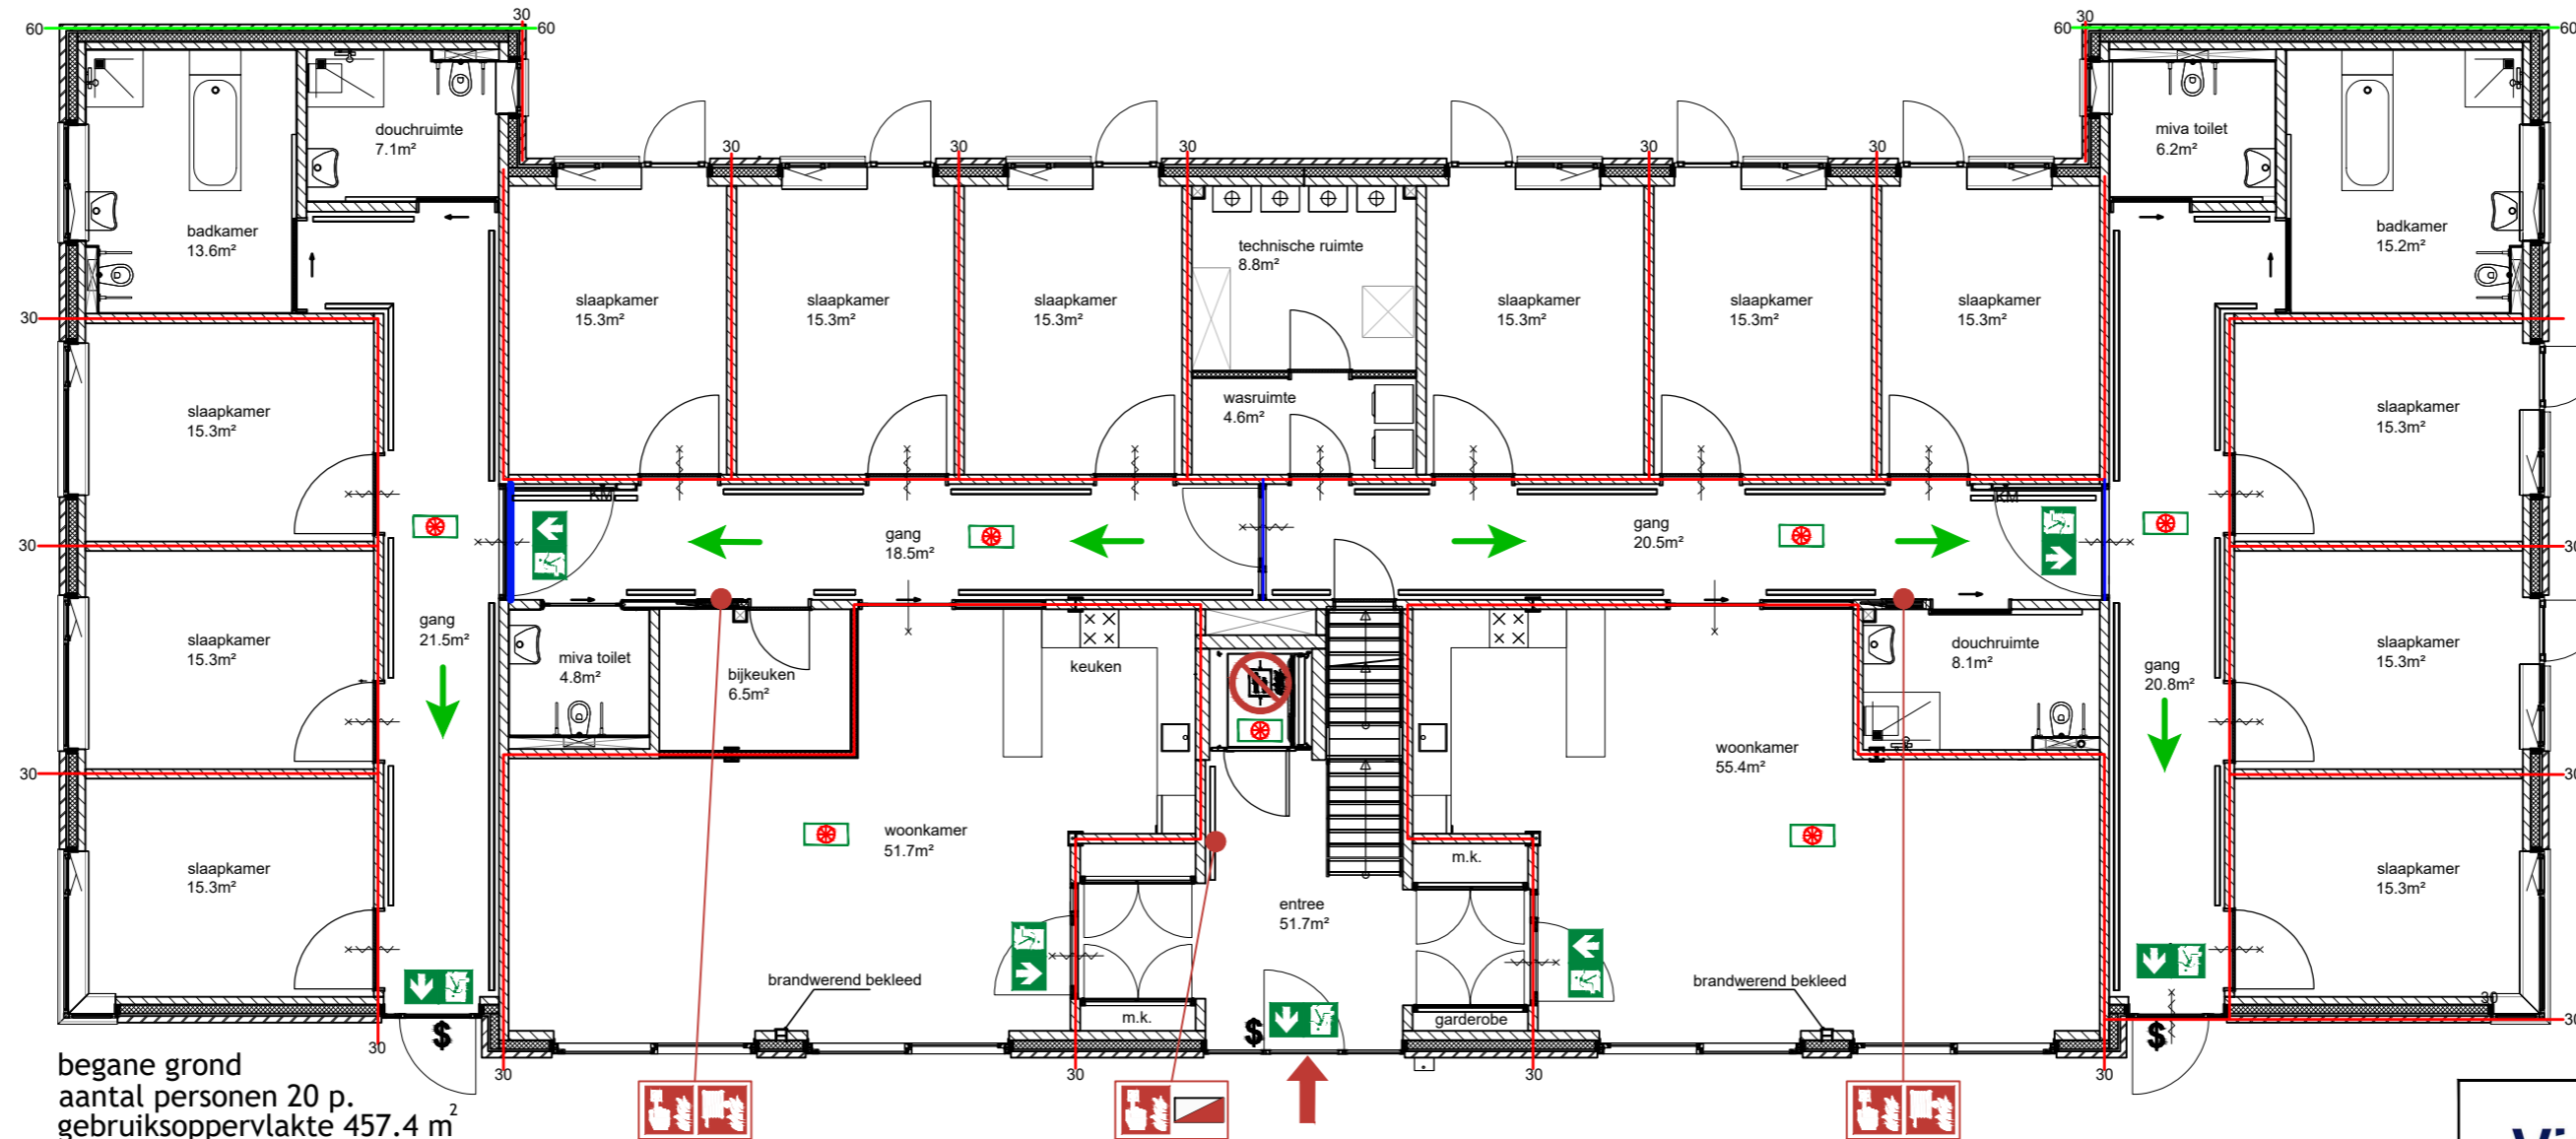 30
30
60
60
60
60
douchruimte
7.1m²
miva toilet
6.2m²
30
30
30
30
30
badkamer
13.6m²
technische ruimte
8.8m²
badkamer
15.2m²
slaapkamer
15.3m²
slaapkamer
15.3m²
slaapkamer
15.3m²
slaapkamer
15.3m²
slaapkamer
15.3m²
slaapkamer
15.3m²
30
wasruimte
4.6m²
slaapkamer
15.3m²
slaapkamer
15.3m²
KM
KM
gang
18.5m²
gang
20.5m²
30
30
gang
21.5m²
slaapkamer
15.3m²
miva toilet
4.8m²
bijkeuken
6.5m²
keuken
douchruimte
8.1m²
slaapkamer
15.3m²
gang
20.8m²
woonkamer
55.4m²
30
30
woonkamer
51.7m²
m.k.
slaapkamer
15.3m²
slaapkamer
15.3m²
entree
51.7m²
brandwerend bekleed
brandwerend bekleed
30
m.k.
garderobe
30
$
$
$
30
30
30
30
30
begane grond
aantal personen 20 p.
gebruiksoppervlakte 457.4 m²